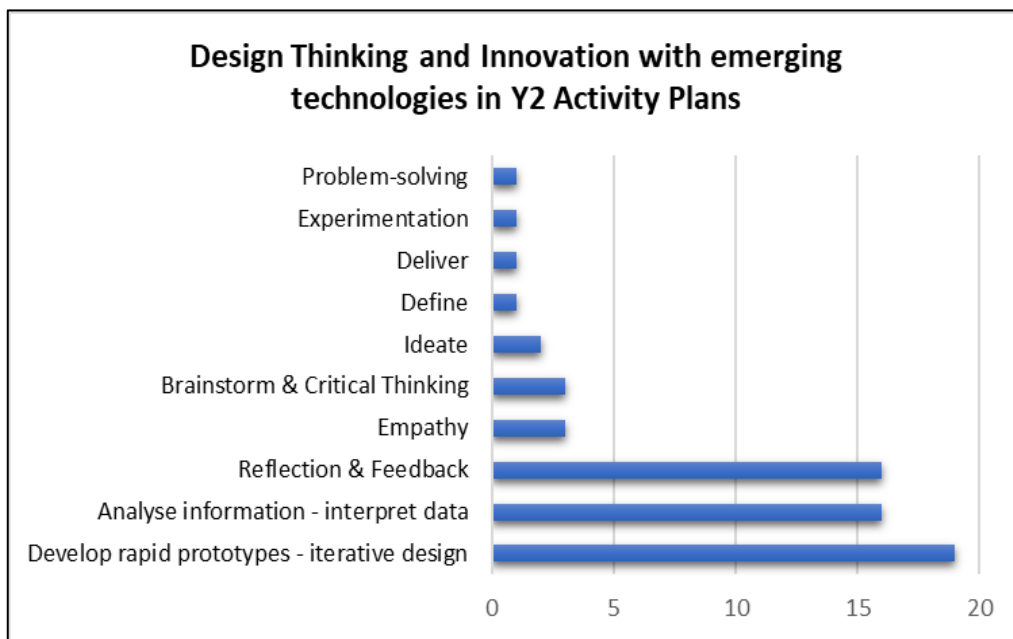 Design Thinking and Innovation with emerging
technologies in Y2 Activity Plans
Problem-solving
Experimentation
Deliver
Define
Ideate
Brainstorm & Critical Thinking
Empathy
Reflection & Feedback
Analyse information - interpret data
Develop rapid prototypes - iterative design
0 5 10 15 20